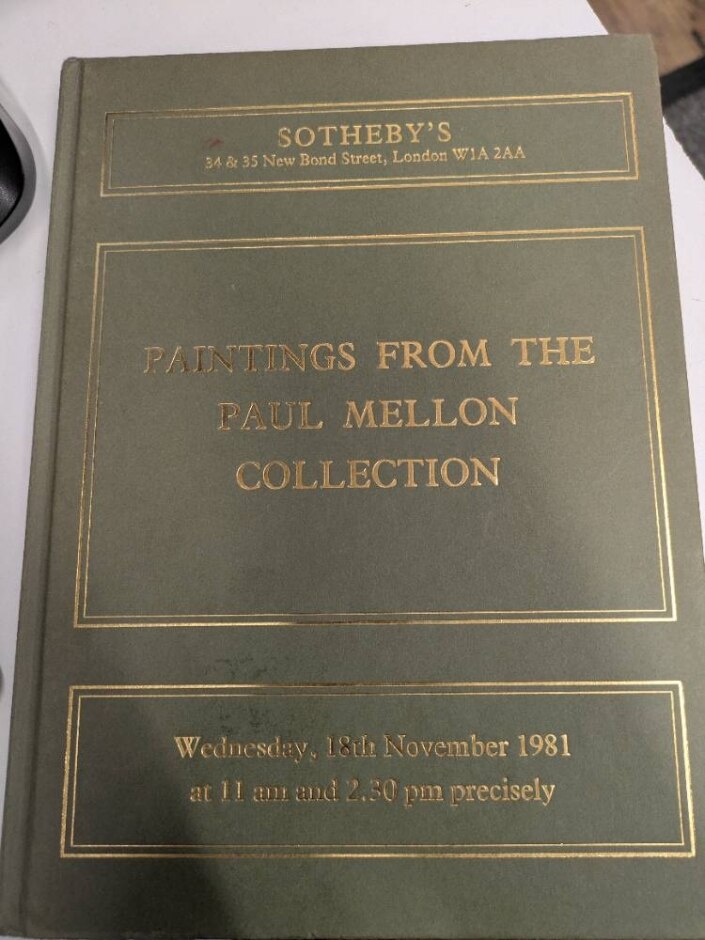 SOTHEBY'S
34 & 35 New Bond Street, London W1A 2AA
PAINTINGS FROM THE
PAUL MELLON
COLLECTION
Wednesday, 18th November 1981
at 11 am and 2.30 pm precisely